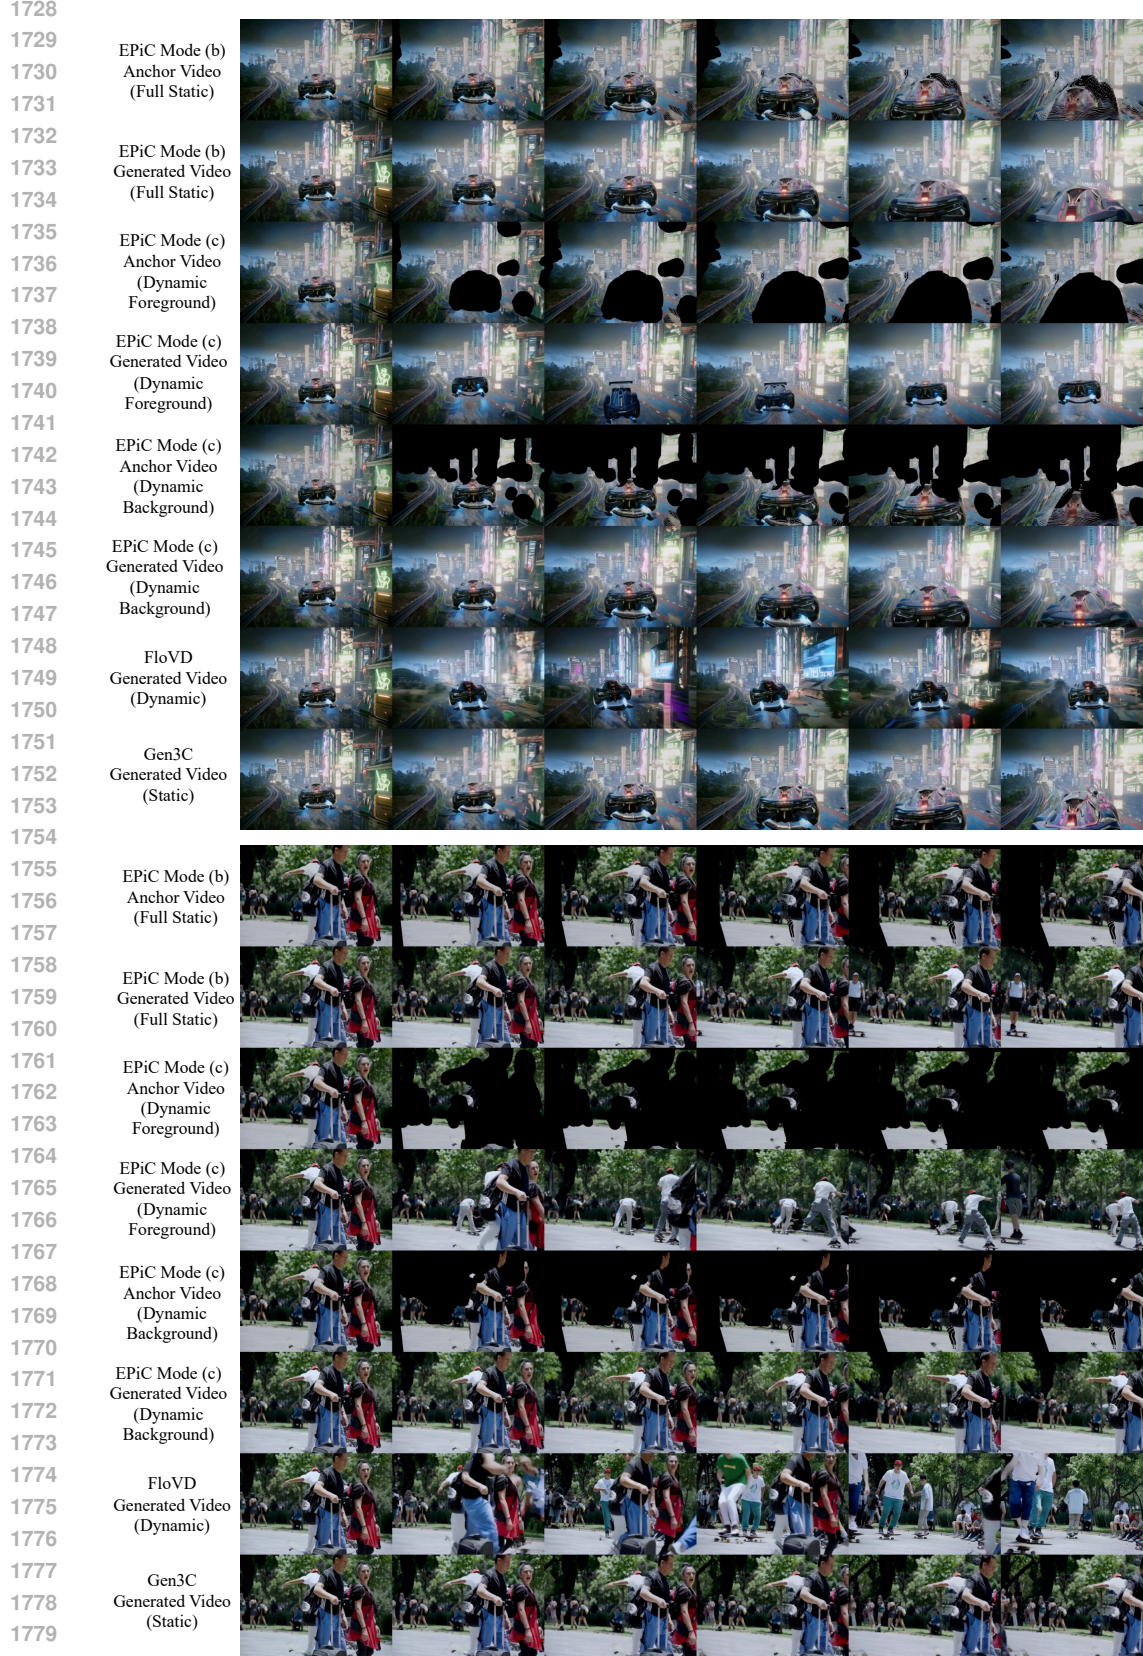 1728
1729
EPiC Mode (b)
1730
Anchor Video
(Full Static)
1731
1732
EPiC Mode (b)
1733
Generated Video
(Full Static)
1734
1735
EPiC Mode (c)
1736
Anchor Video
(Dynamic
1737
Foreground)
1738
EPiC Mode (c)
1739
Generated Video
(Dynamic
1740
Foreground)
1741
EPiC Mode (c)
1742
Anchor Video
1743
(Dynamic
Background)
1744
1745
EPiC Mode (c)
Generated Video
1746
(Dynamic
1747
Background)
1748
FloVD
1749
Generated Video
(Dynamic)
1750
1751
Gen3C
1752
Generated Video
(Static)
1753
1754
1755
EPiC Mode (b)
1756
Anchor Video
(Full Static)
1757
1758
EPiC Mode (b)
1759
Generated Video
(Full Static)
1760
1761
EPiC Mode (c)
1762
Anchor Video
(Dynamic
1763
Foreground)
1764
EPiC Mode (c)
1765
Generated Video
(Dynamic
1766
Foreground)
1767
1768
EPiC Mode (c)
Anchor Video
1769
(Dynamic
Background)
1770
1771
EPiC Mode (c)
1772
Generated Video
(Dynamic
1773
Background)
1774
FloVD
1775
Generated Video
(Dynamic)
1776
1777
Gen3C
1778
Generated Video
(Static)
1779